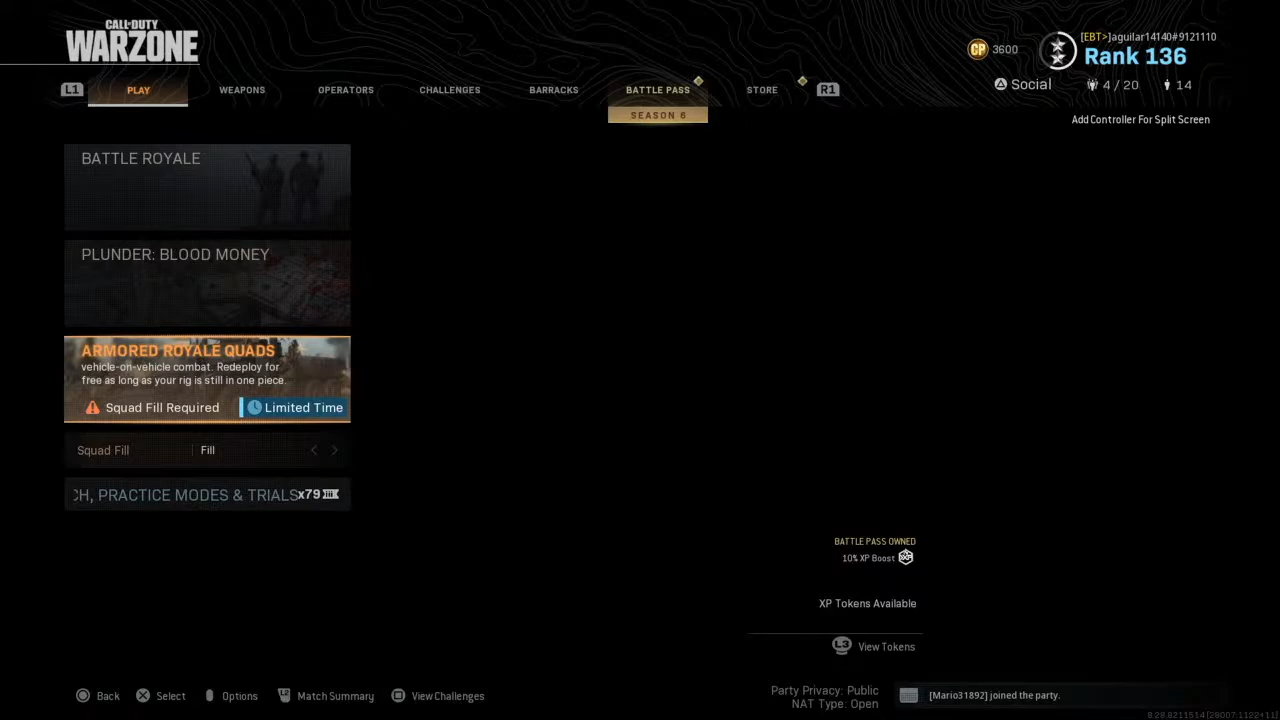 CALL OF DUTY
WARZONE
CP 3600
[EBT>]aguilar14140#9121110
Rank 136
L1 PLAY WEAPONS OPERATORS CHALLENGES BARRACKS BATTLE PASS STORE R1
SEASON 6
Social 4 / 20 14
Add Controller For Split Screen
BATTLE ROYALE
PLUNDER: BLOOD MONEY
ARMORED ROYALE QUADS
vehicle-on-vehicle combat. Redeploy for
free as long as your rig is still in one piece.
Squad Fill Required Limited Time
Squad Fill Fill
CH, PRACTICE MODES & TRIALS x79
BATTLE PASS OWNED
10% XP Boost
XP Tokens Available
L3 View Tokens
Back Select Options L2 Match Summary View Challenges
Party Privacy: Public
NAT Type: Open
[Mario31892] joined the party.